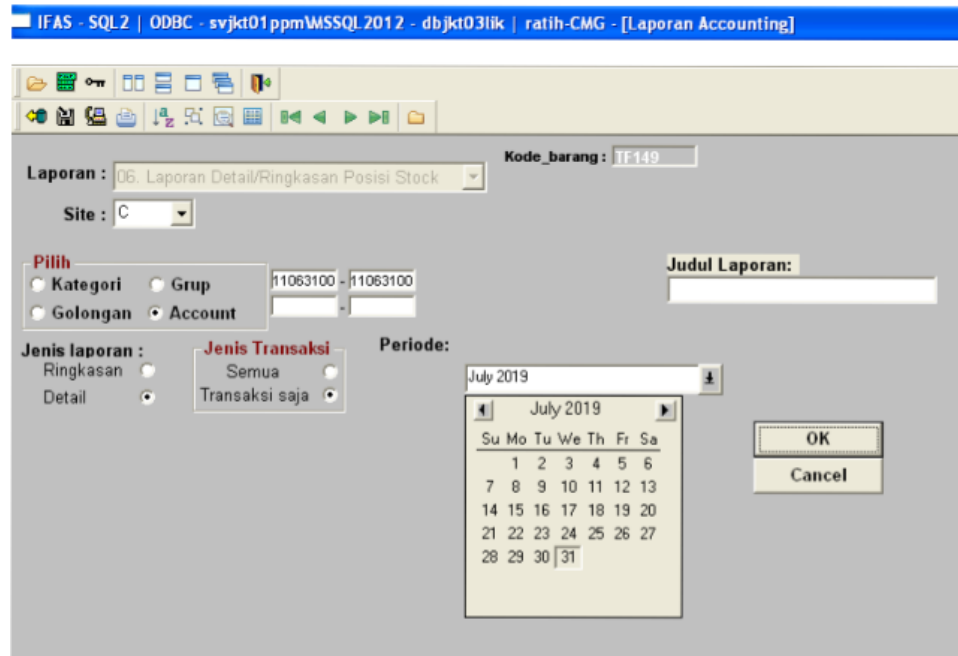 IFAS - SQL2 | ODBC - svjkt01ppm\MSSQL2012 - dbjkt03lik | ratih-CMG - [Laporan Accounting]
Kode_barang : TF149
Laporan : 06. Laporan Detail/Ringkasan Posisi Stock
Site : C
Pilih
Kategori Grup 11063100 - 11063100
Golongan Account -
Judul Laporan:
Jenis laporan : Jenis Transaksi Periode:
Ringkasan Semua
Detail Transaksi saja
July 2019
July 2019
Su Mo Tu We Th Fr Sa
1 2 3 4 5 6
7 8 9 10 11 12 13
14 15 16 17 18 19 20
21 22 23 24 25 26 27
28 29 30 31
OK
Cancel